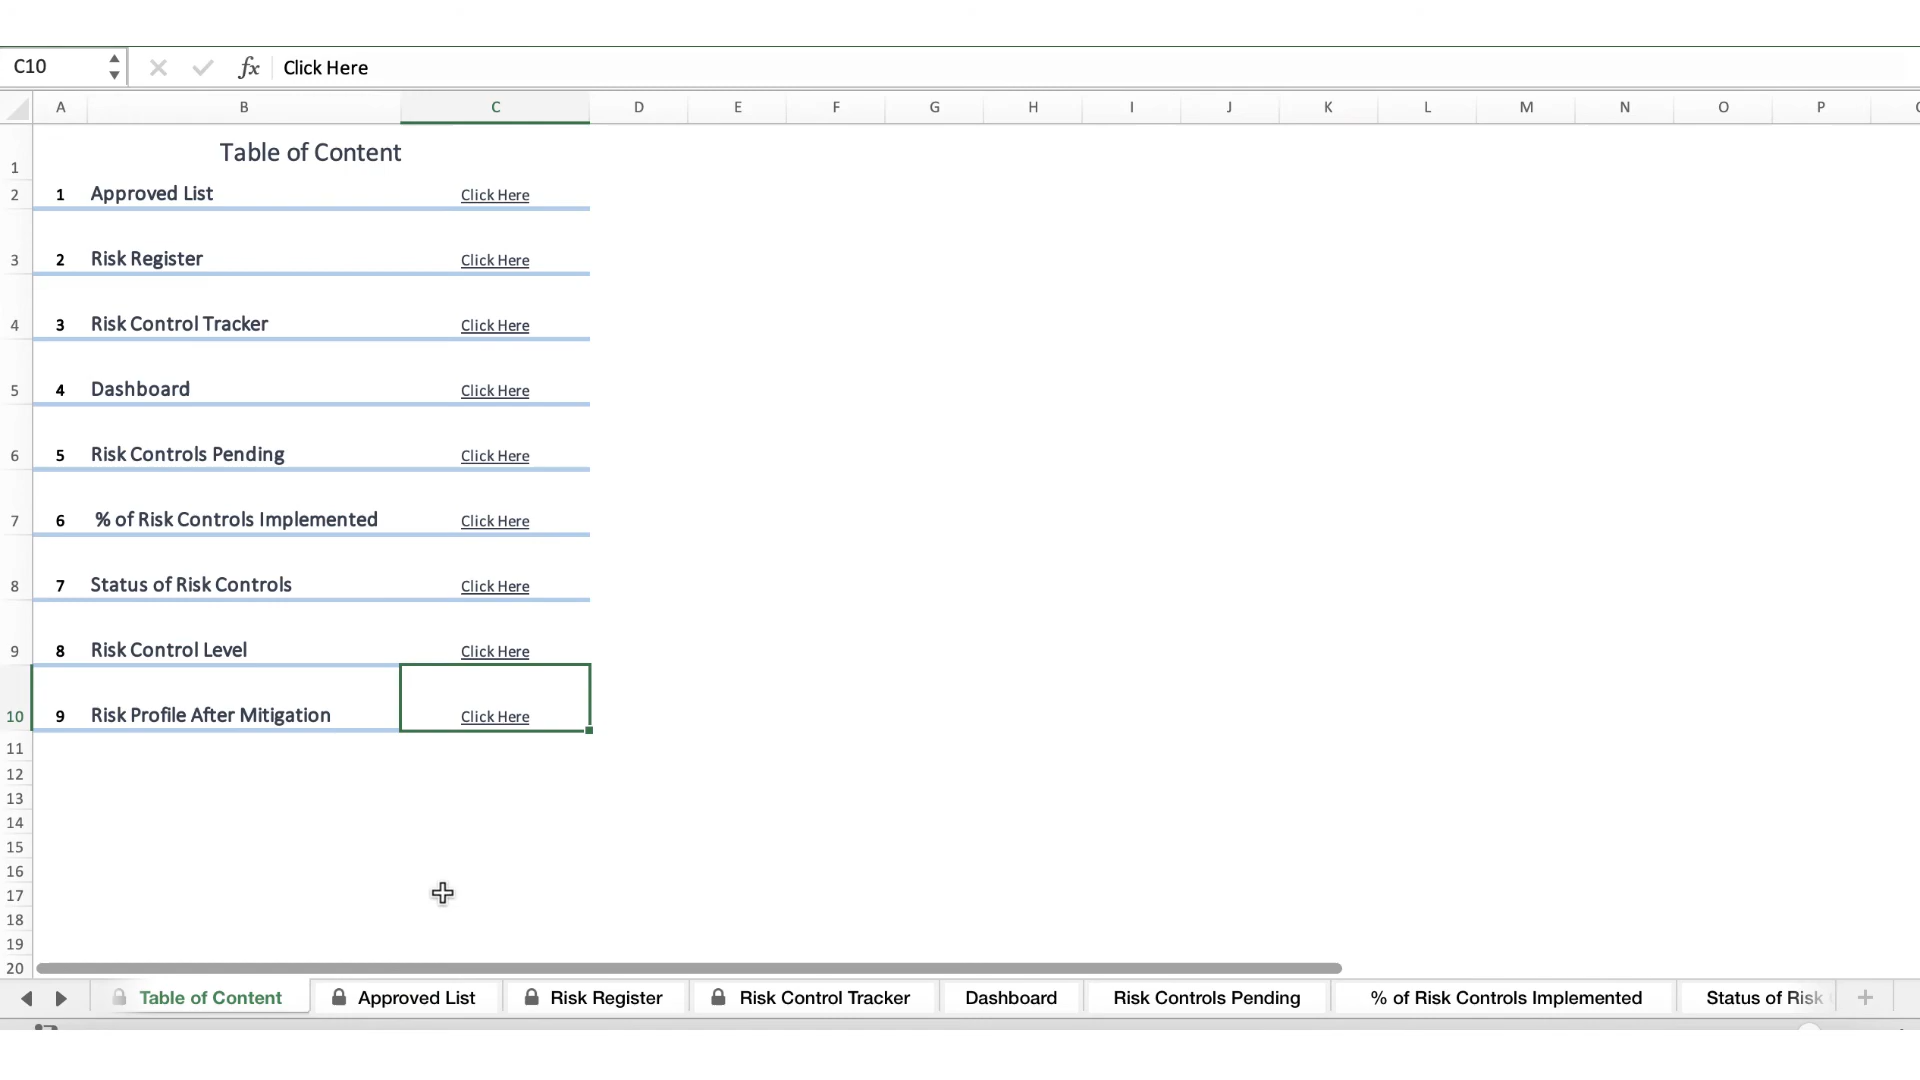 C10 fx Click Here
A B C D E F G H I J K L M N O P
1 Table of Content
2 1 Approved List Click Here
3 2 Risk Register Click Here
4 3 Risk Control Tracker Click Here
5 4 Dashboard Click Here
6 5 Risk Controls Pending Click Here
7 6 % of Risk Controls Implemented Click Here
8 7 Status of Risk Controls Click Here
9 8 Risk Control Level Click Here
10 9 Risk Profile After Mitigation Click Here
11
12
13
14
15
16
17
18
19
20
Table of Content Approved List Risk Register Risk Control Tracker Dashboard Risk Controls Pending % of Risk Controls Implemented Status of Risk